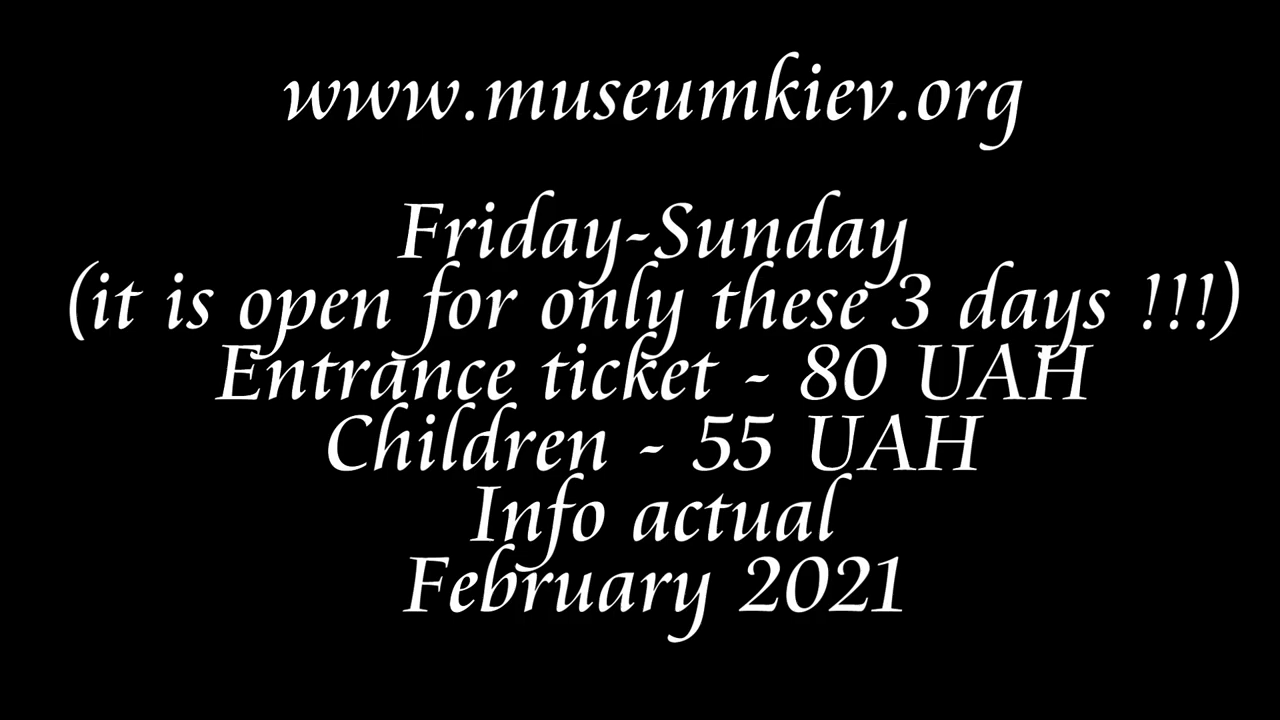 www.museumkiev.org
Friday-Sunday
(it is open for only these 3 days !!!)
Entrance ticket - 80 UAH
Children - 55 UAH
Info actual
February 2021